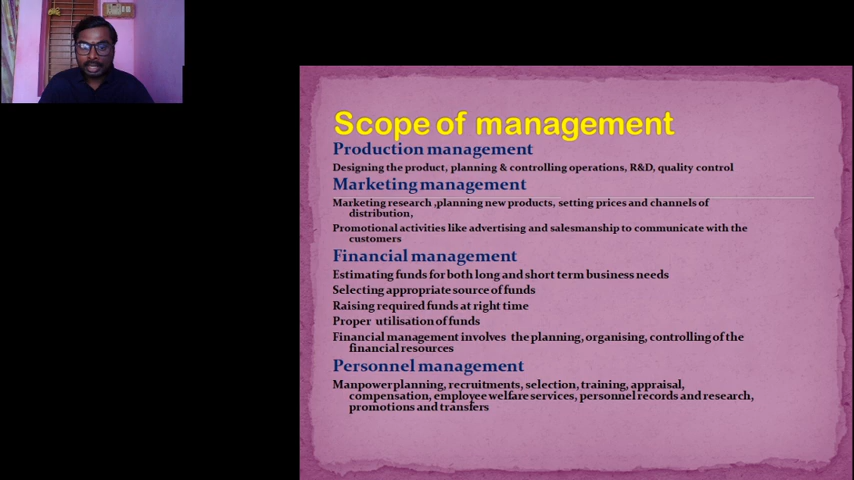 Scope of management
Production management
Designing the product, planning & controlling operations, R&D, quality control
Marketing management
Marketing research ,planning new products, setting prices and channels of
distribution,
Promotional activities like advertising and salesmanship to communicate with the
customers
Financial management
Estimating funds for both long and short term business needs
Selecting appropriate source of funds
Raising required funds at right time
Proper utilisation of funds
Financial management involves the planning, organising, controlling of the
financial resources
Personnel management
Manpower planning, recruitments, selection, training, appraisal,
compensation, employee welfare services, personnel records and research,
promotions and transfers